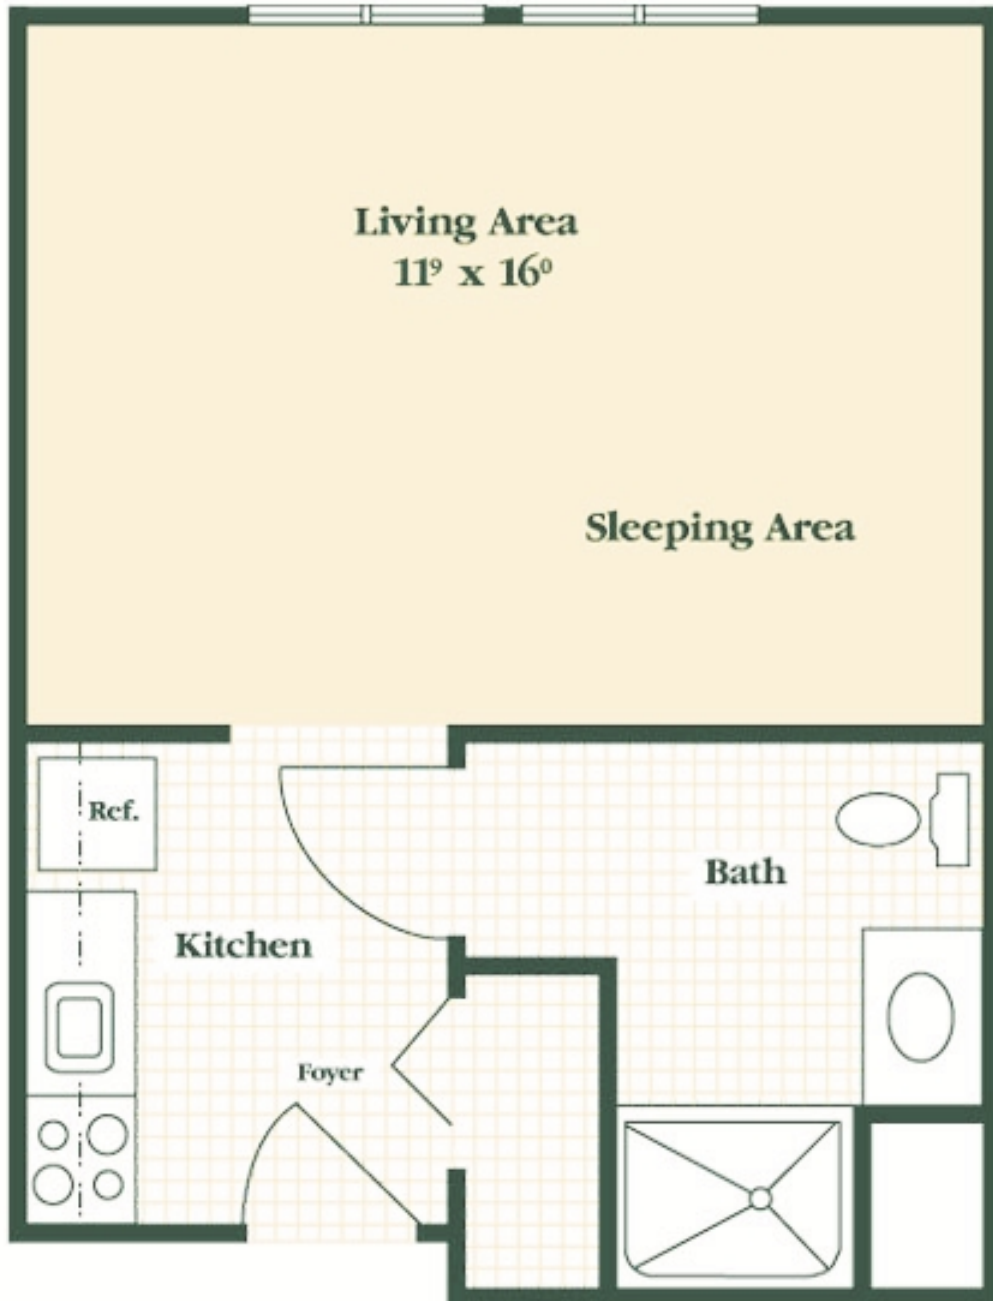 Living Area
11⁹ x 16⁰
Sleeping Area
Ref.
Bath
Kitchen
Foyer